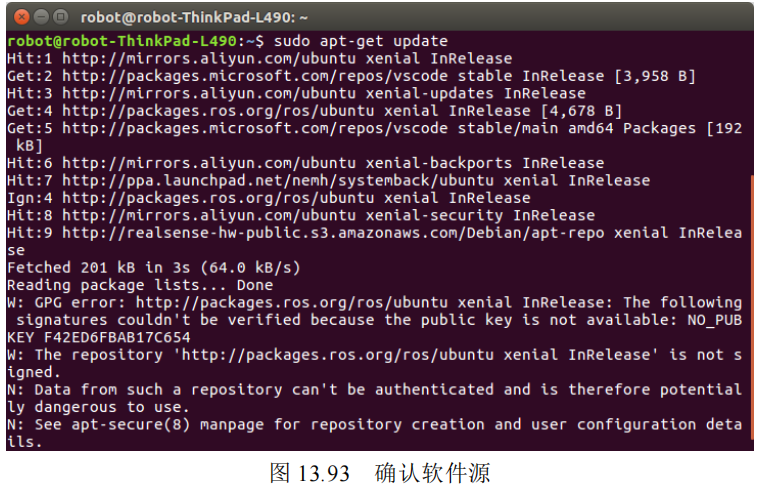 robot@robot-ThinkPad-L490: ~
robot@robot-ThinkPad-L490:~$ sudo apt-get update
Hit:1 http://mirrors.aliyun.com/ubuntu xenial InRelease
Get:2 http://packages.microsoft.com/repos/vscode stable InRelease [3,958 B]
Hit:3 http://mirrors.aliyun.com/ubuntu xenial-updates InRelease
Get:4 http://packages.ros.org/ros/ubuntu xenial InRelease [4,678 B]
Get:5 http://packages.microsoft.com/repos/vscode stable/main amd64 Packages [192
 kB]
Hit:6 http://mirrors.aliyun.com/ubuntu xenial-backports InRelease
Hit:7 http://ppa.launchpad.net/nemh/systemback/ubuntu xenial InRelease
Ign:4 http://packages.ros.org/ros/ubuntu xenial InRelease
Hit:8 http://mirrors.aliyun.com/ubuntu xenial-security InRelease
Hit:9 http://realsense-hw-public.s3.amazonaws.com/Debian/apt-repo xenial InRelea
se
Fetched 201 kB in 3s (64.0 kB/s)
Reading package lists... Done
W: GPG error: http://packages.ros.org/ros/ubuntu xenial InRelease: The following
 signatures couldn't be verified because the public key is not available: NO_PUB
KEY F42ED6FBAB17C654
W: The repository 'http://packages.ros.org/ros/ubuntu xenial InRelease' is not s
igned.
N: Data from such a repository can't be authenticated and is therefore potential
ly dangerous to use.
N: See apt-secure(8) manpage for repository creation and user configuration deta
ils.
图 13.93 确认软件源